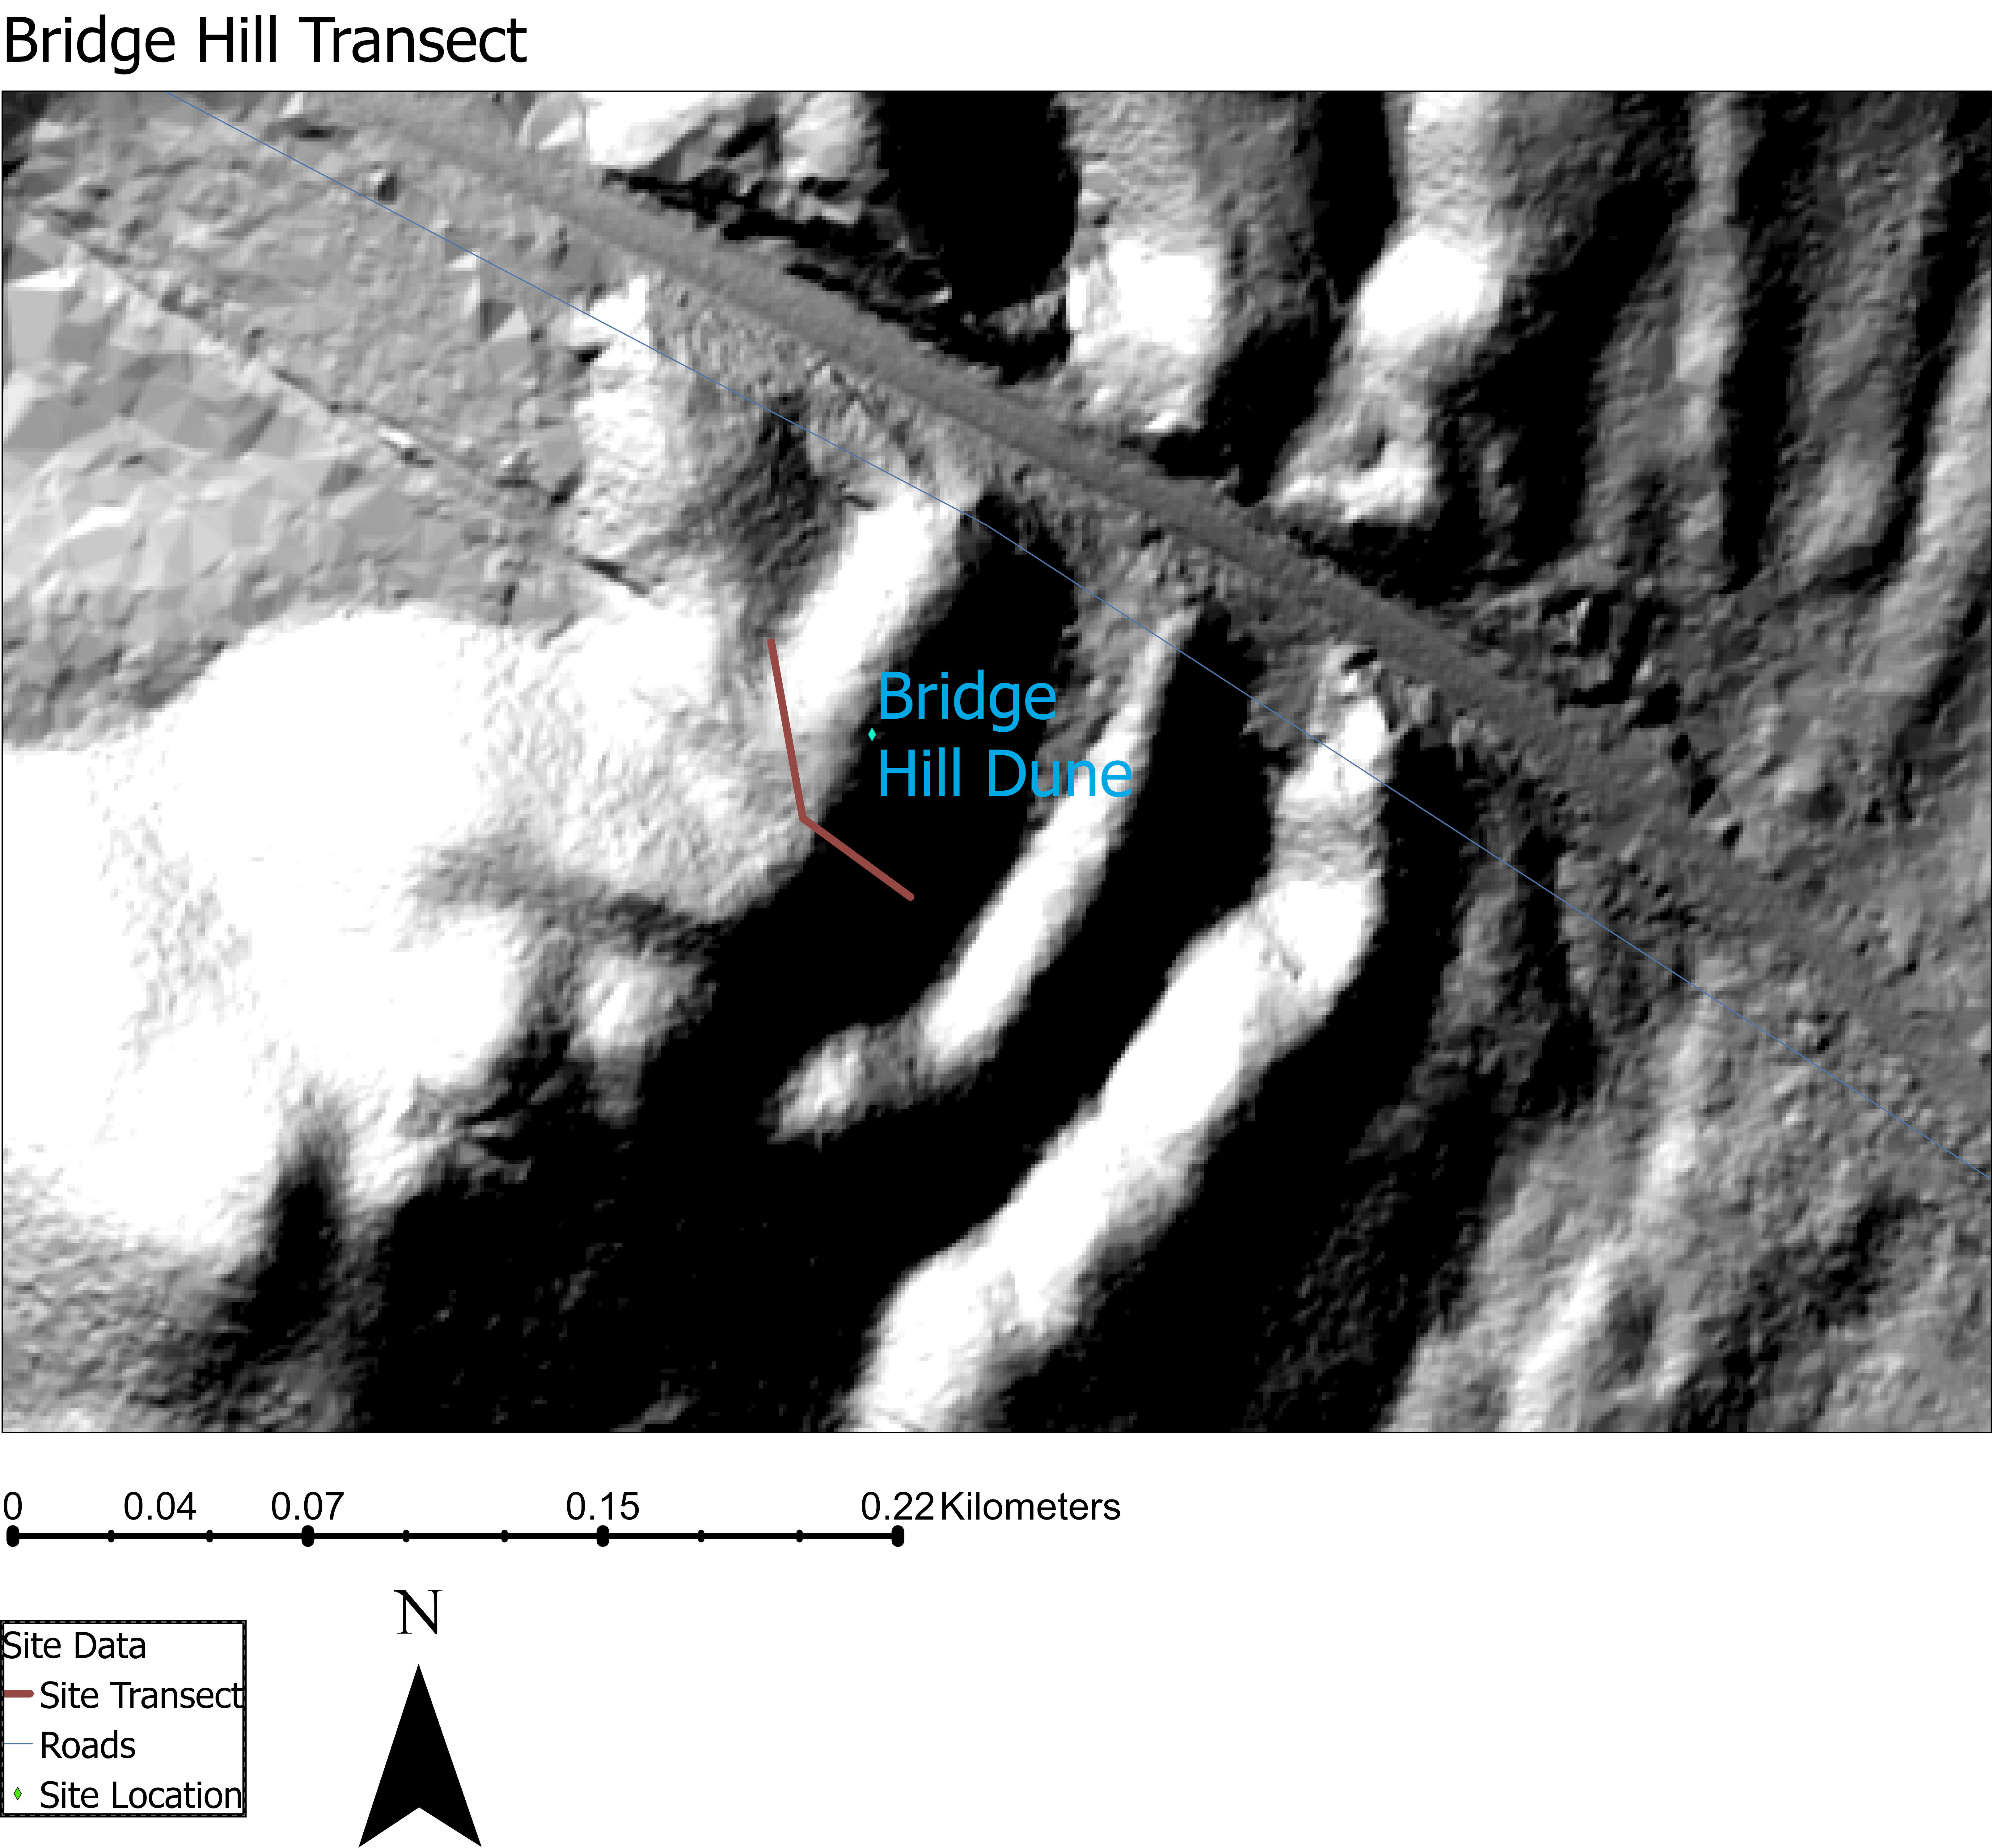 Bridge Hill Transect
Bridge
Hill Dune
0 0.04 0.07 0.15 0.22 Kilometers
N
Site Data
Site Transect
Roads
Site Location